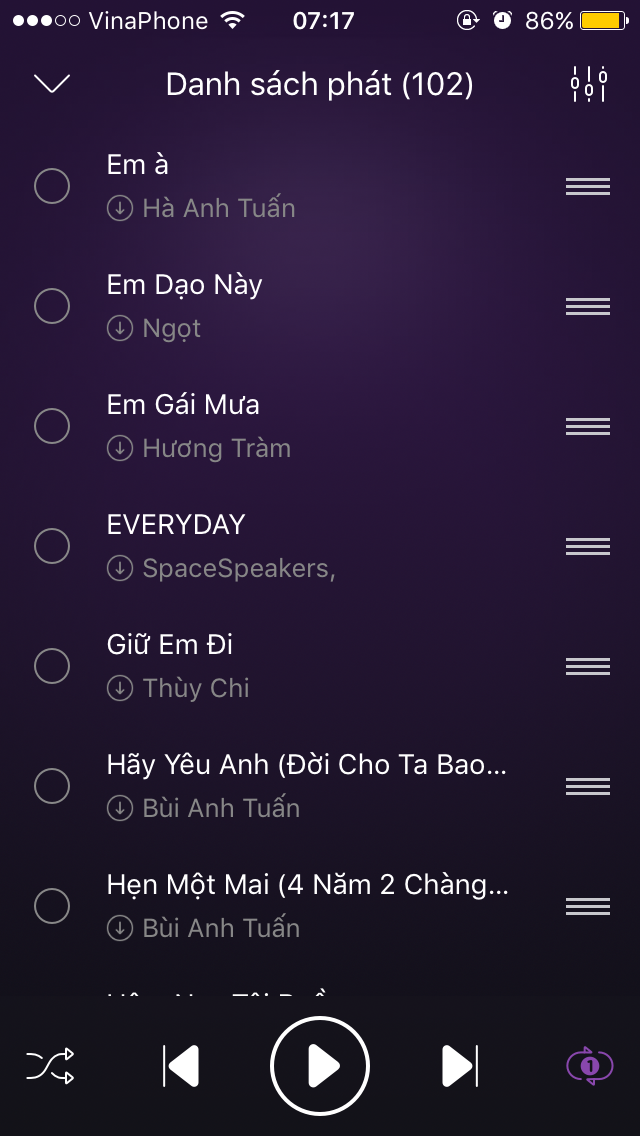 VinaPhone 07:17 86%
Danh sách phát (102)
Em à
Hà Anh Tuấn
Em Dạo Này
Ngọt
Em Gái Mưa
Hương Tràm
EVERYDAY
SpaceSpeakers,
Giữ Em Đi
Thùy Chi
Hãy Yêu Anh (Đời Cho Ta Bao...
Bùi Anh Tuấn
Hẹn Một Mai (4 Năm 2 Chàng...
Bùi Anh Tuấn
1